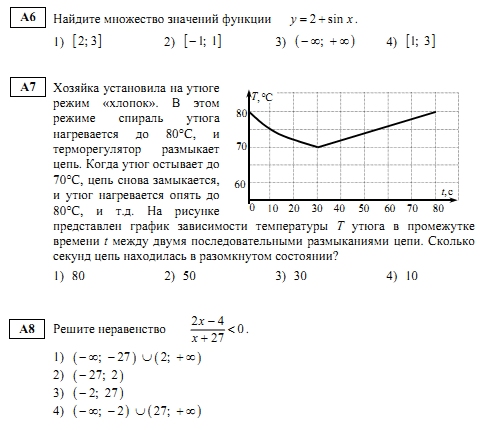 А6 Найдите множество значений функции y = 2 + sin x .
1) [2; 3] 2) [−1; 1] 3) (−∞; +∞) 4) [1; 3]
А7 Хозяйка установила на утюге
режим «хлопок». В этом
режиме спираль утюга
нагревается до 80°С, и
терморегулятор размыкает
цепь. Когда утюг остывает до
70°С, цепь снова замыкается,
и утюг нагревается опять до
80°С, и т.д. На рисунке
T, °C
80
70
60
0 10 20 30 40 50 60 70 80
t, c
представлен график зависимости температуры T утюга в промежутке
времени t между двумя последовательными размыканиями цепи. Сколько
секунд цепь находилась в разомкнутом состоянии?
1) 80 2) 50 3) 30 4) 10
А8 Решите неравенство (2x − 4)/(x + 27) < 0 .
1) (−∞; −27) ∪ (2; +∞)
2) (−27; 2)
3) (−2; 27)
4) (−∞; −2) ∪ (27; +∞)